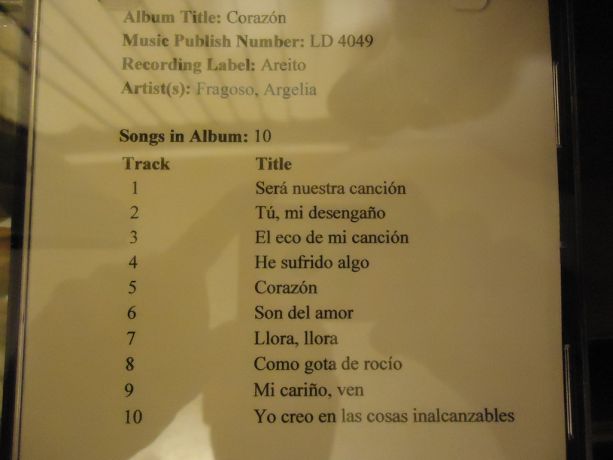 Album Title: Corazón
Music Publish Number: LD 4049
Recording Label: Areito
Artist(s): Fragoso, Argelia
Songs in Album: 10
Track Title
1 Será nuestra canción
2 Tú, mi desengaño
3 El eco de mi canción
4 He sufrido algo
5 Corazón
6 Son del amor
7 Llora, llora
8 Como gota de rocío
9 Mi cariño, ven
10 Yo creo en las cosas inalcanzables